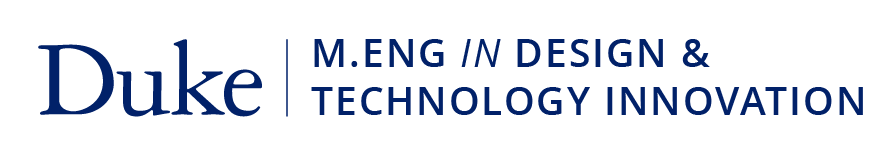 Duke
M.ENG IN DESIGN &
TECHNOLOGY INNOVATION